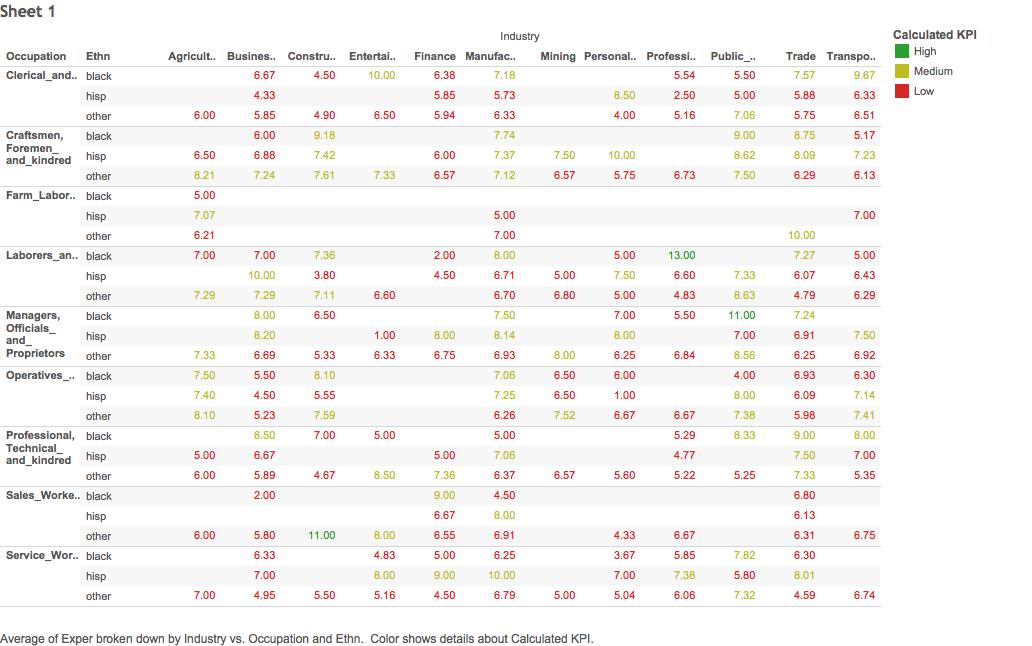 Sheet 1
Industry
Occupation Ethn Agricult.. Busines.. Constru.. Entertai.. Finance Manufac.. Mining Personal.. Professi.. Public_.. Trade Transpo..
Calculated KPI
High
Medium
Low
Clerical_and.. black 6.67 4.50 10.00 6.38 7.18 5.54 5.50 7.57 9.67
hisp 4.33 5.85 5.73 8.50 2.50 5.00 5.88 6.33
other 6.00 5.85 4.90 6.50 5.94 6.33 4.00 5.16 7.06 5.75 6.51
Craftsmen, Foremen_ and_kindred black 6.00 9.18 7.74 9.00 8.75 5.17
hisp 6.50 6.88 7.42 6.00 7.37 7.50 10.00 8.62 8.09 7.23
other 8.21 7.24 7.61 7.33 6.57 7.12 6.57 5.75 6.73 7.50 6.29 6.13
Farm_Labor.. black 5.00
hisp 7.07 5.00 7.00
other 6.21 7.00 10.00
Laborers_an.. black 7.00 7.00 7.36 2.00 8.00 5.00 13.00 7.27 5.00
hisp 10.00 3.80 4.50 6.71 5.00 7.50 6.60 7.33 6.07 6.43
other 7.29 7.29 7.11 6.60 6.70 6.80 5.00 4.83 8.63 4.79 6.29
Managers, Officials_ and_ Proprietors black 8.00 6.50 7.50 7.00 5.50 11.00 7.24
hisp 8.20 1.00 8.00 8.14 8.00 7.00 6.91 7.50
other 7.33 6.69 5.33 6.33 6.75 6.93 8.00 6.25 6.84 8.56 6.25 6.92
Operatives_.. black 7.50 5.50 8.10 7.06 6.50 6.00 4.00 6.93 6.30
hisp 7.40 4.50 5.55 7.25 6.50 1.00 8.00 6.09 7.14
other 8.10 5.23 7.59 6.26 7.52 6.67 6.67 7.38 5.98 7.41
Professional, Technical_ and_kindred black 8.50 7.00 5.00 5.00 5.29 8.33 9.00 8.00
hisp 5.00 6.67 5.00 7.06 4.77 7.50 7.00
other 6.00 5.89 4.67 8.50 7.36 6.37 6.57 5.60 5.22 5.25 7.33 5.35
Sales_Worke.. black 2.00 9.00 4.50 6.80
hisp 6.67 8.00 6.13
other 6.00 5.80 11.00 8.00 6.55 6.91 4.33 6.67 6.31 6.75
Service_Wor.. black 6.33 4.83 5.00 6.25 3.67 5.85 7.82 6.30
hisp 7.00 8.00 9.00 10.00 7.00 7.38 5.80 8.01
other 7.00 4.95 5.50 5.16 4.50 6.79 5.00 5.04 6.06 7.32 4.59 6.74
Average of Exper broken down by Industry vs. Occupation and Ethn. Color shows details about Calculated KPI.